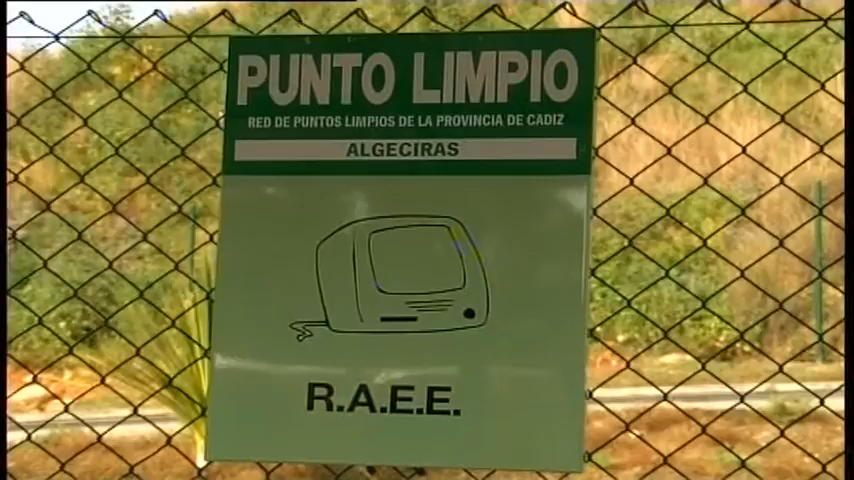 PUNTO LIMPIO
RED DE PUNTOS LIMPIOS DE LA PROVINCIA DE CADIZ
ALGECIRAS
R.A.E.E.